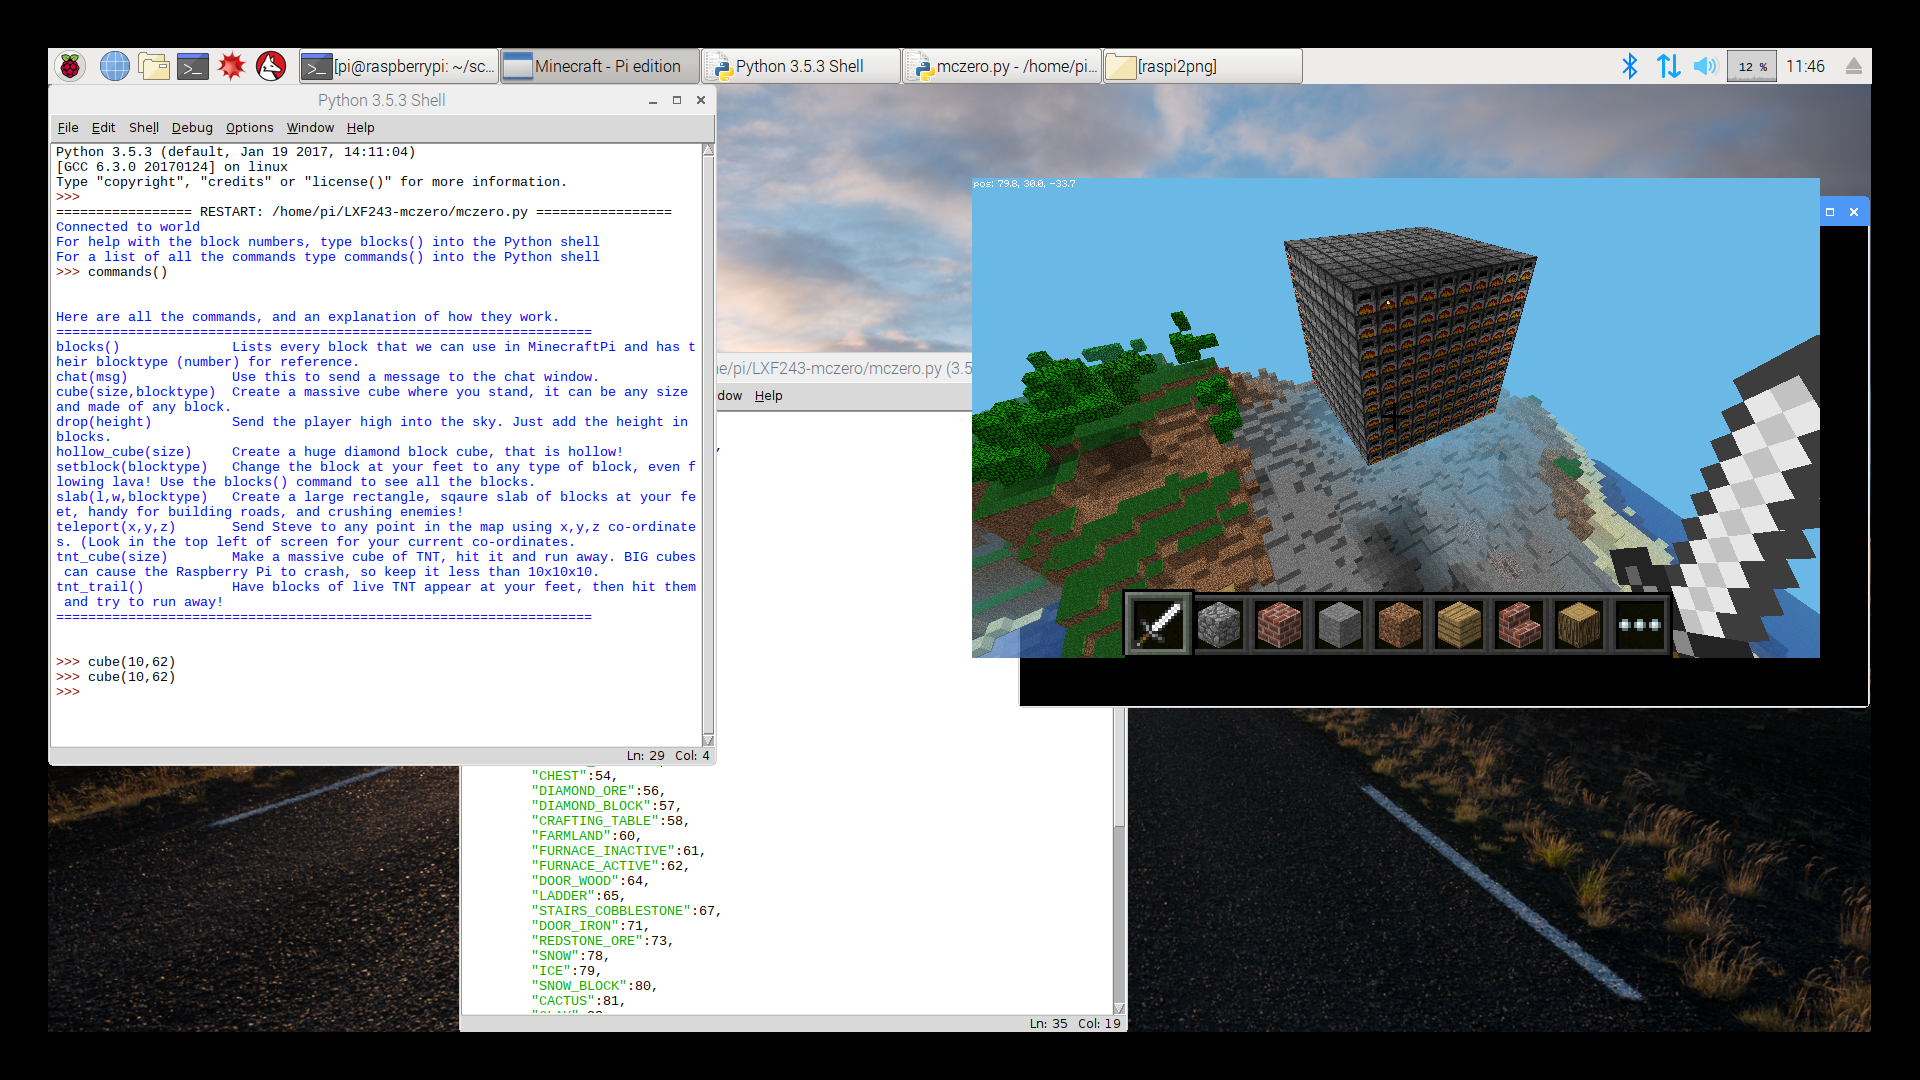 [pi@raspberrypi: ~/sc...
Minecraft - Pi edition
Python 3.5.3 Shell
mczero.py - /home/pi...
[raspi2png]
12 %
11:46
Python 3.5.3 Shell
File Edit Shell Debug Options Window Help
Python 3.5.3 (default, Jan 19 2017, 14:11:04)
[GCC 6.3.0 20170124] on linux
Type "copyright", "credits" or "license()" for more information.
>>>
================= RESTART: /home/pi/LXF243-mczero/mczero.py =================
Connected to world
For help with the block numbers, type blocks() into the Python shell
For a list of all the commands type commands() into the Python shell
>>> commands()
Here are all the commands, and an explanation of how they work.
===================================================================
blocks()              Lists every block that we can use in MinecraftPi and has t
heir blocktype (number) for reference.
chat(msg)             Use this to send a message to the chat window.
cube(size,blocktype)  Create a massive cube where you stand, it can be any size
and made of any block.
drop(height)          Send the player high into the sky. Just add the height in
blocks.
hollow_cube(size)     Create a huge diamond block cube, that is hollow!
setblock(blocktype)   Change the block at your feet to any type of block, even f
lowing lava! Use the blocks() command to see all the blocks.
slab(l,w,blocktype)   Create a large rectangle, sqaure slab of blocks at your fe
et, handy for building roads, and crushing enemies!
teleport(x,y,z)       Send Steve to any point in the map using x,y,z co-ordinate
s. (Look in the top left of screen for your current co-ordinates.
tnt_cube(size)        Make a massive cube of TNT, hit it and run away. BIG cubes
 can cause the Raspberry Pi to crash, so keep it less than 10x10x10.
tnt_trail()           Have blocks of live TNT appear at your feet, then hit them
 and try to run away!
===================================================================
>>> cube(10,62)
>>> cube(10,62)
>>>
Ln: 29 Col: 4
pos: 79.8, 30.0, -33.7
e/pi/LXF243-mczero/mczero.py (3.5
dow Help
"CHEST":54,
"DIAMOND_ORE":56,
"DIAMOND_BLOCK":57,
"CRAFTING_TABLE":58,
"FARMLAND":60,
"FURNACE_INACTIVE":61,
"FURNACE_ACTIVE":62,
"DOOR_WOOD":64,
"LADDER":65,
"STAIRS_COBBLESTONE":67,
"DOOR_IRON":71,
"REDSTONE_ORE":73,
"SNOW":78,
"ICE":79,
"SNOW_BLOCK":80,
"CACTUS":81,
Ln: 35 Col: 19